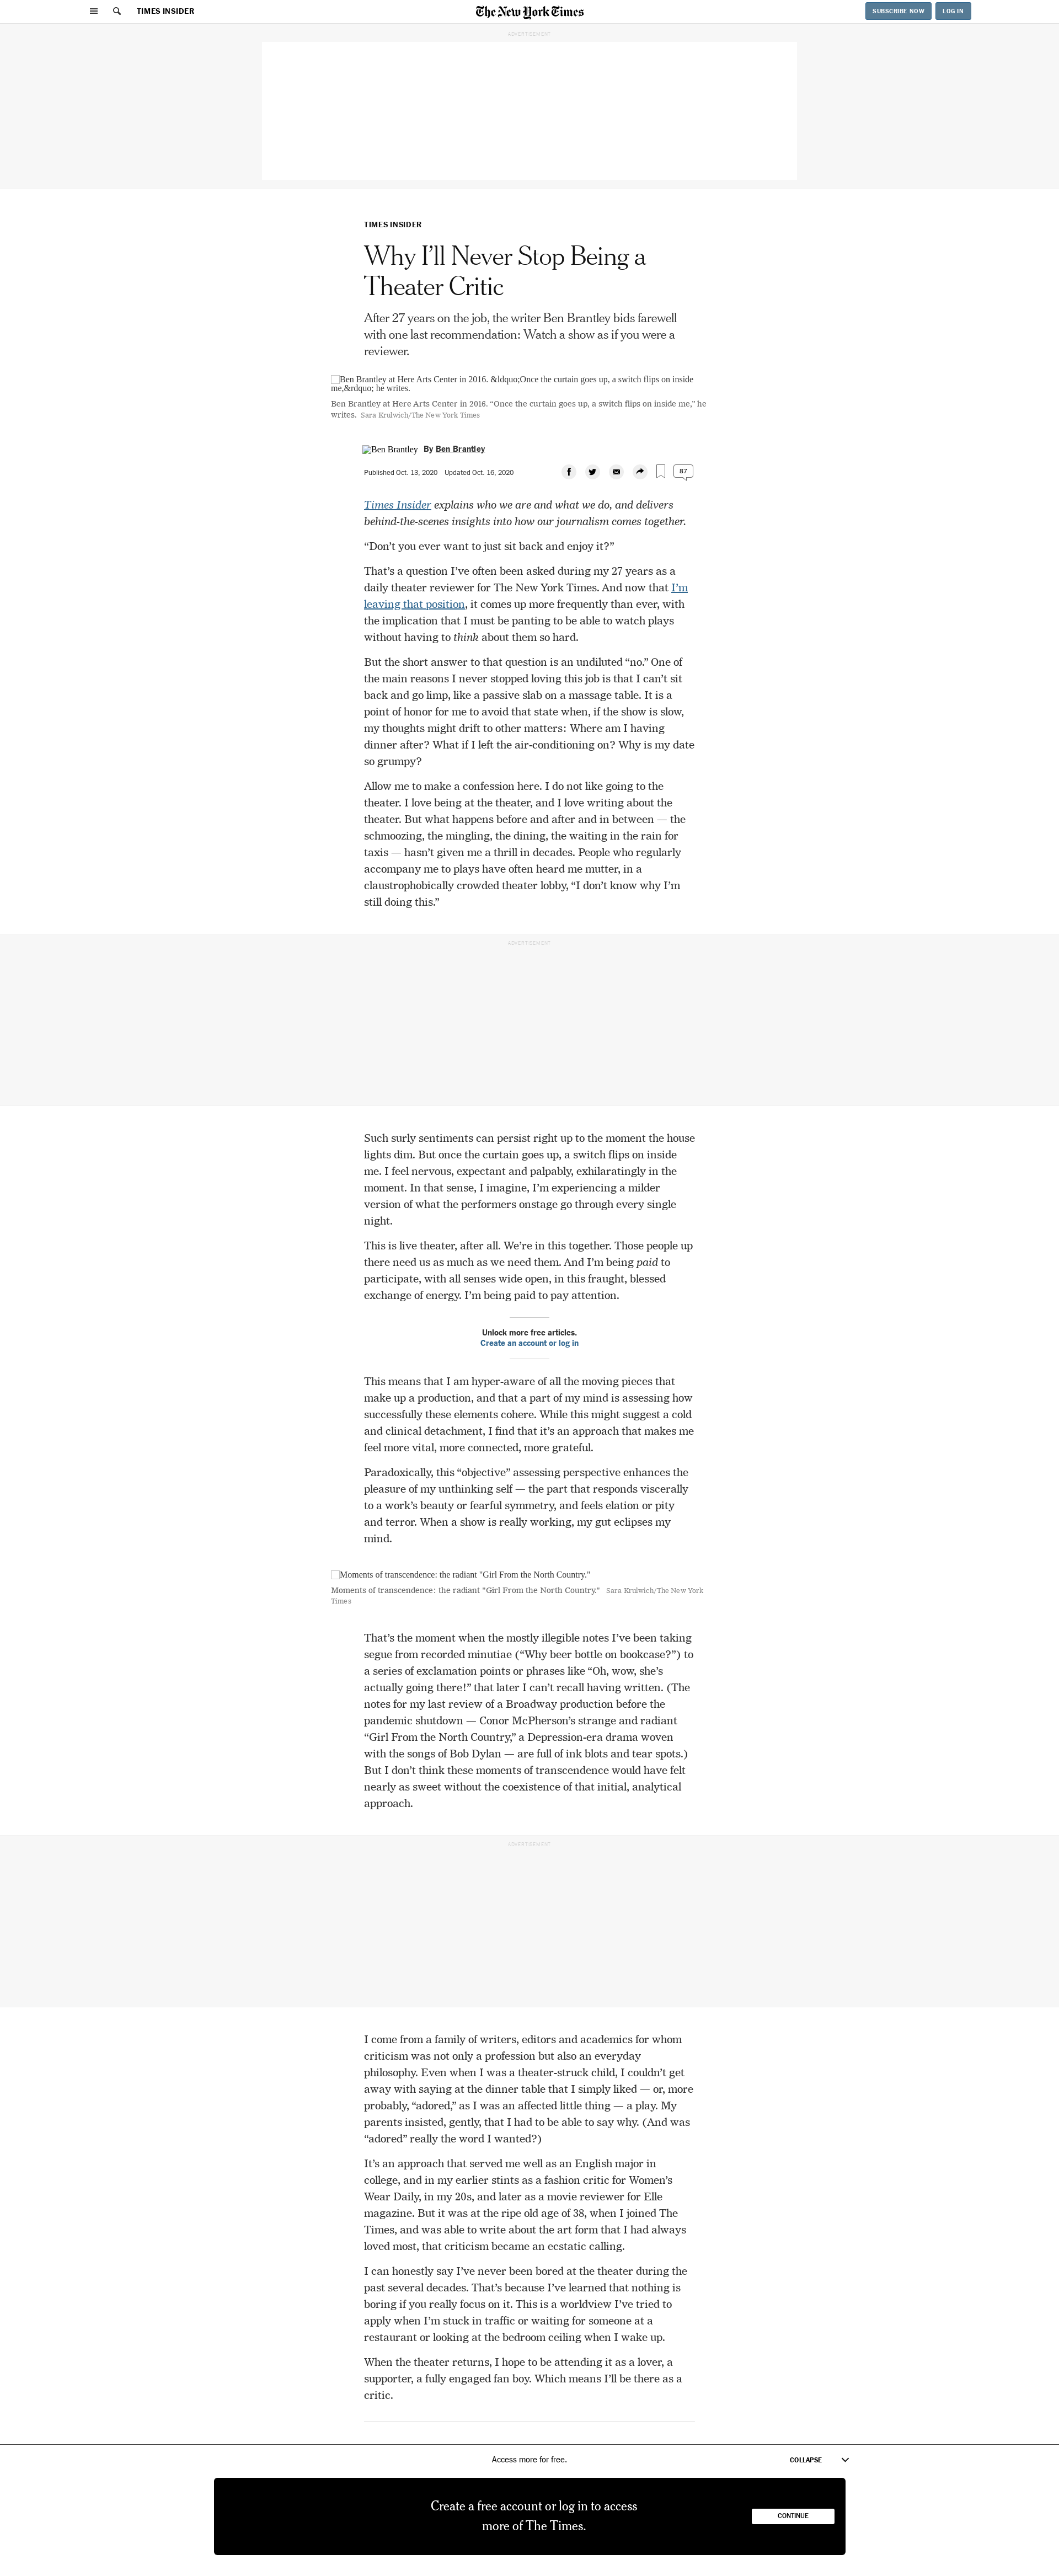 TIMES INSIDER
The New York Times
SUBSCRIBE NOW
LOG IN
ADVERTISEMENT
TIMES INSIDER
Why I’ll Never Stop Being a
Theater Critic
After 27 years on the job, the writer Ben Brantley bids farewell
with one last recommendation: Watch a show as if you were a
reviewer.
Ben Brantley at Here Arts Center in 2016. &ldquo;Once the curtain goes up, a switch flips on inside
me,&rdquo; he writes.
Ben Brantley at Here Arts Center in 2016. “Once the curtain goes up, a switch flips on inside me,” he
writes. Sara Krulwich/The New York Times
Ben Brantley
By Ben Brantley
Published Oct. 13, 2020 Updated Oct. 16, 2020
87
Times Insider explains who we are and what we do, and delivers
behind-the-scenes insights into how our journalism comes together.
“Don’t you ever want to just sit back and enjoy it?”
That’s a question I’ve often been asked during my 27 years as a
daily theater reviewer for The New York Times. And now that I’m
leaving that position, it comes up more frequently than ever, with
the implication that I must be panting to be able to watch plays
without having to think about them so hard.
But the short answer to that question is an undiluted “no.” One of
the main reasons I never stopped loving this job is that I can’t sit
back and go limp, like a passive slab on a massage table. It is a
point of honor for me to avoid that state when, if the show is slow,
my thoughts might drift to other matters: Where am I having
dinner after? What if I left the air-conditioning on? Why is my date
so grumpy?
Allow me to make a confession here. I do not like going to the
theater. I love being at the theater, and I love writing about the
theater. But what happens before and after and in between — the
schmoozing, the mingling, the dining, the waiting in the rain for
taxis — hasn’t given me a thrill in decades. People who regularly
accompany me to plays have often heard me mutter, in a
claustrophobically crowded theater lobby, “I don’t know why I’m
still doing this.”
ADVERTISEMENT
Such surly sentiments can persist right up to the moment the house
lights dim. But once the curtain goes up, a switch flips on inside
me. I feel nervous, expectant and palpably, exhilaratingly in the
moment. In that sense, I imagine, I’m experiencing a milder
version of what the performers onstage go through every single
night.
This is live theater, after all. We’re in this together. Those people up
there need us as much as we need them. And I’m being paid to
participate, with all senses wide open, in this fraught, blessed
exchange of energy. I’m being paid to pay attention.
Unlock more free articles.
Create an account or log in
This means that I am hyper-aware of all the moving pieces that
make up a production, and that a part of my mind is assessing how
successfully these elements cohere. While this might suggest a cold
and clinical detachment, I find that it’s an approach that makes me
feel more vital, more connected, more grateful.
Paradoxically, this “objective” assessing perspective enhances the
pleasure of my unthinking self — the part that responds viscerally
to a work’s beauty or fearful symmetry, and feels elation or pity
and terror. When a show is really working, my gut eclipses my
mind.
Moments of transcendence: the radiant "Girl From the North Country."
Moments of transcendence: the radiant "Girl From the North Country." Sara Krulwich/The New York
Times
That’s the moment when the mostly illegible notes I’ve been taking
segue from recorded minutiae (“Why beer bottle on bookcase?”) to
a series of exclamation points or phrases like “Oh, wow, she’s
actually going there!” that later I can’t recall having written. (The
notes for my last review of a Broadway production before the
pandemic shutdown — Conor McPherson’s strange and radiant
“Girl From the North Country,” a Depression-era drama woven
with the songs of Bob Dylan — are full of ink blots and tear spots.)
But I don’t think these moments of transcendence would have felt
nearly as sweet without the coexistence of that initial, analytical
approach.
ADVERTISEMENT
I come from a family of writers, editors and academics for whom
criticism was not only a profession but also an everyday
philosophy. Even when I was a theater-struck child, I couldn’t get
away with saying at the dinner table that I simply liked — or, more
probably, “adored,” as I was an affected little thing — a play. My
parents insisted, gently, that I had to be able to say why. (And was
“adored” really the word I wanted?)
It’s an approach that served me well as an English major in
college, and in my earlier stints as a fashion critic for Women’s
Wear Daily, in my 20s, and later as a movie reviewer for Elle
magazine. But it was at the ripe old age of 38, when I joined The
Times, and was able to write about the art form that I had always
loved most, that criticism became an ecstatic calling.
I can honestly say I’ve never been bored at the theater during the
past several decades. That’s because I’ve learned that nothing is
boring if you really focus on it. This is a worldview I’ve tried to
apply when I’m stuck in traffic or waiting for someone at a
restaurant or looking at the bedroom ceiling when I wake up.
When the theater returns, I hope to be attending it as a lover, a
supporter, a fully engaged fan boy. Which means I’ll be there as a
critic.
Access more for free.
COLLAPSE
Create a free account or log in to access
more of The Times.
CONTINUE